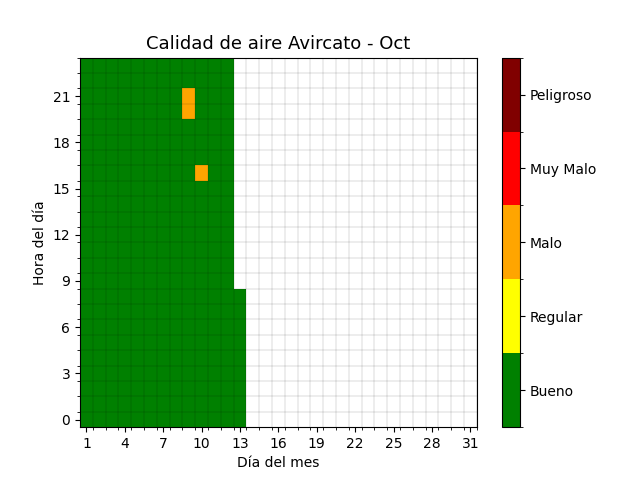 Calidad de aire Avircato - Oct
Hora del día
21
18
15
12
9
6
3
0
1 4 7 10 13 16 19 22 25 28 31
Día del mes
Peligroso
Muy Malo
Malo
Regular
Bueno